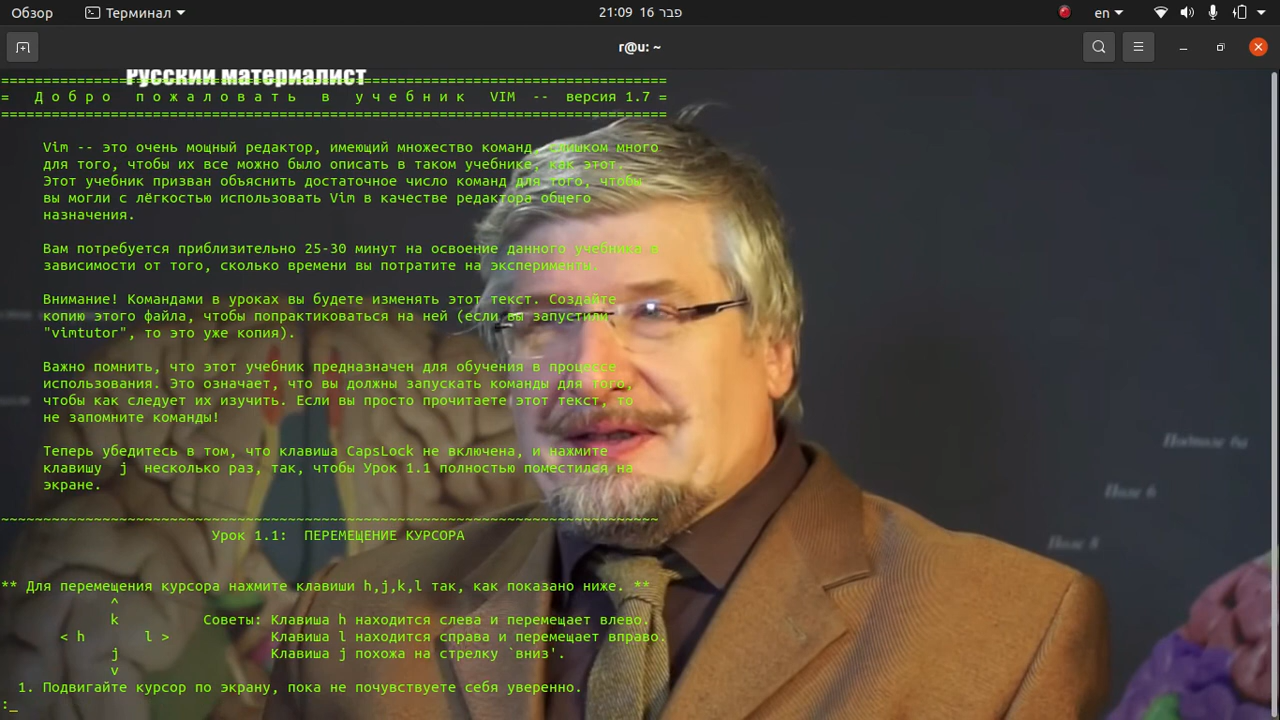 Обзор Терминал 21:09 16 פבר en
r@u: ~
Русский материалист
===============================================================================
= Д о б р о п о ж а л о в а т ь в у ч е б н и к VIM -- версия 1.7 =
===============================================================================
Vim -- это очень мощный редактор, имеющий множество команд, слишком много
для того, чтобы их все можно было описать в таком учебнике, как этот.
Этот учебник призван объяснить достаточное число команд для того, чтобы
вы могли с лёгкостью использовать Vim в качестве редактора общего
назначения.
Вам потребуется приблизительно 25-30 минут на освоение данного учебника в
зависимости от того, сколько времени вы потратите на эксперименты.
Внимание! Командами в уроках вы будете изменять этот текст. Создайте
копию этого файла, чтобы попрактиковаться на ней (если вы запустили
"vimtutor", то это уже копия).
Важно помнить, что этот учебник предназначен для обучения в процессе
использования. Это означает, что вы должны запускать команды для того,
чтобы как следует их изучить. Если вы просто прочитаете этот текст, то
не запомните команды!
Теперь убедитесь в том, что клавиша CapsLock не включена, и нажмите
клавишу j несколько раз, так, чтобы Урок 1.1 полностью поместился на
экране.
~~~~~~~~~~~~~~~~~~~~~~~~~~~~~~~~~~~~~~~~~~~~~~~~~~~~~~~~~~~~~~~~~~~~~~~~~~~~~~
Урок 1.1: ПЕРЕМЕЩЕНИЕ КУРСОРА
** Для перемещения курсора нажмите клавиши h,j,k,l так, как показано ниже. **
^
k Советы: Клавиша h находится слева и перемещает влево.
< h l > Клавиша l находится справа и перемещает вправо.
j Клавиша j похожа на стрелку `вниз'.
v
1. Подвигайте курсор по экрану, пока не почувствуете себя уверенно.
:_
Поле 6
Поле 8